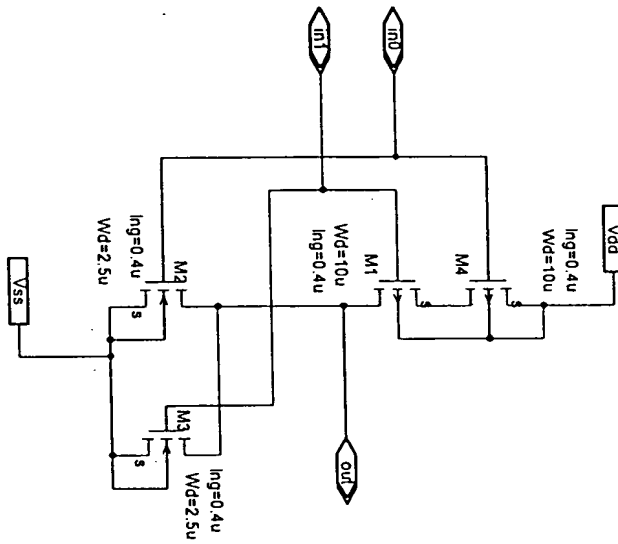 Vdd
lng=0.4u
Wd=10u
s
M4
s
in0
M1
Wd=10u
lng=0.4u
out
in1
lng=0.4u
Wd=2.5u
M3
M2
s
s
lng=0.4u
Wd=2.5u
Vss